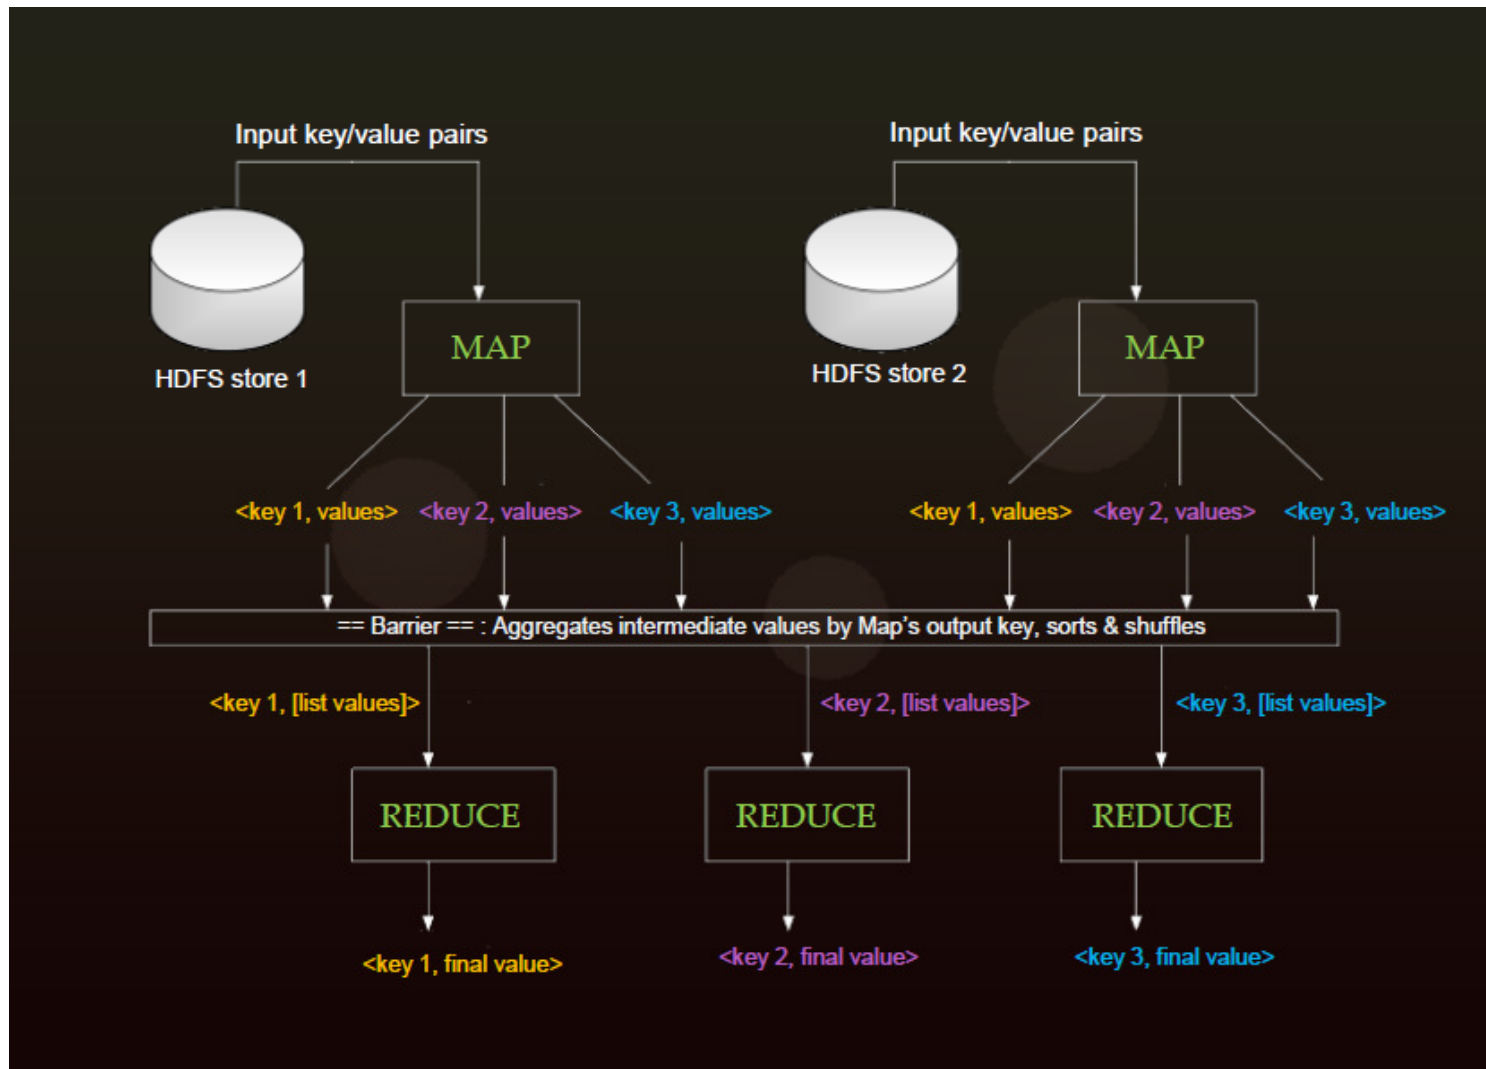 Input key/value pairs
Input key/value pairs
MAP
MAP
HDFS store 1
HDFS store 2
<key 1, values>
<key 2, values>
<key 3, values>
<key 1, values>
<key 2, values>
<key 3, values>
== Barrier == : Aggregates intermediate values by Map's output key, sorts & shuffles
<key 1, [list values]>
<key 2, [list values]>
<key 3, [list values]>
REDUCE
REDUCE
REDUCE
<key 1, final value>
<key 2, final value>
<key 3, final value>